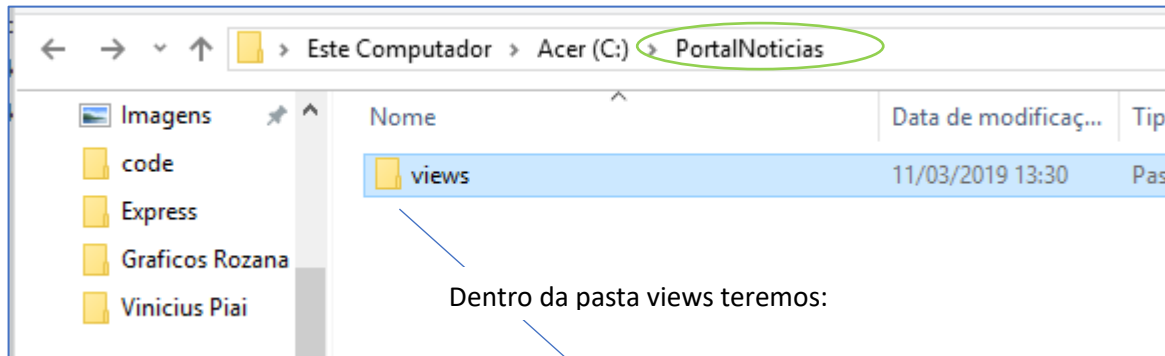 Este Computador > Acer (C:) > PortalNoticias
Imagens
Nome
Data de modificaç...
Tip
code
views
11/03/2019 13:30
Pas
Express
Graficos Rozana
Vinicius Piai
Dentro da pasta views teremos: